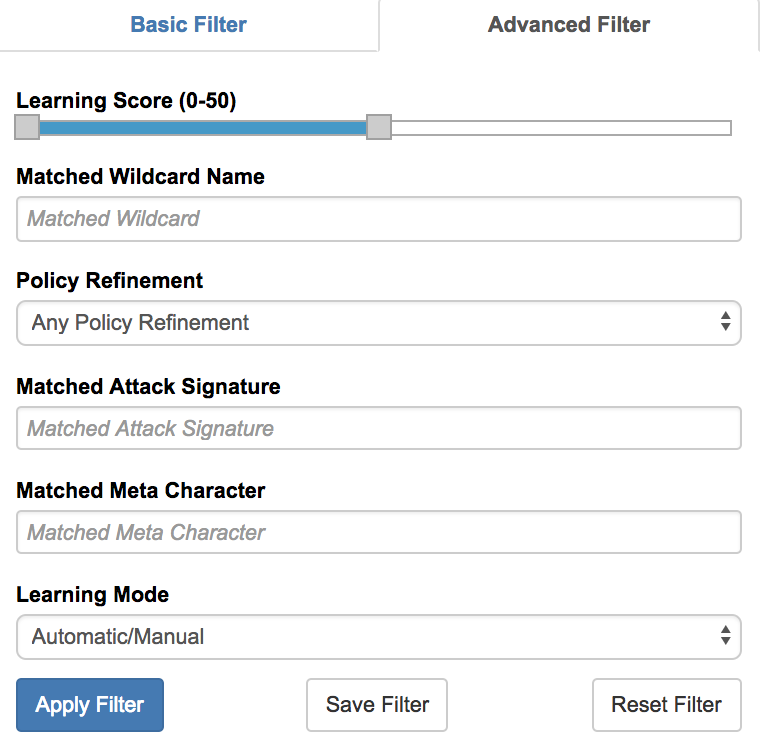 Basic Filter
Advanced Filter
Learning Score (0-50)
Matched Wildcard Name
Matched Wildcard
Policy Refinement
Any Policy Refinement
Matched Attack Signature
Matched Attack Signature
Matched Meta Character
Matched Meta Character
Learning Mode
Automatic/Manual
Apply Filter
Save Filter
Reset Filter